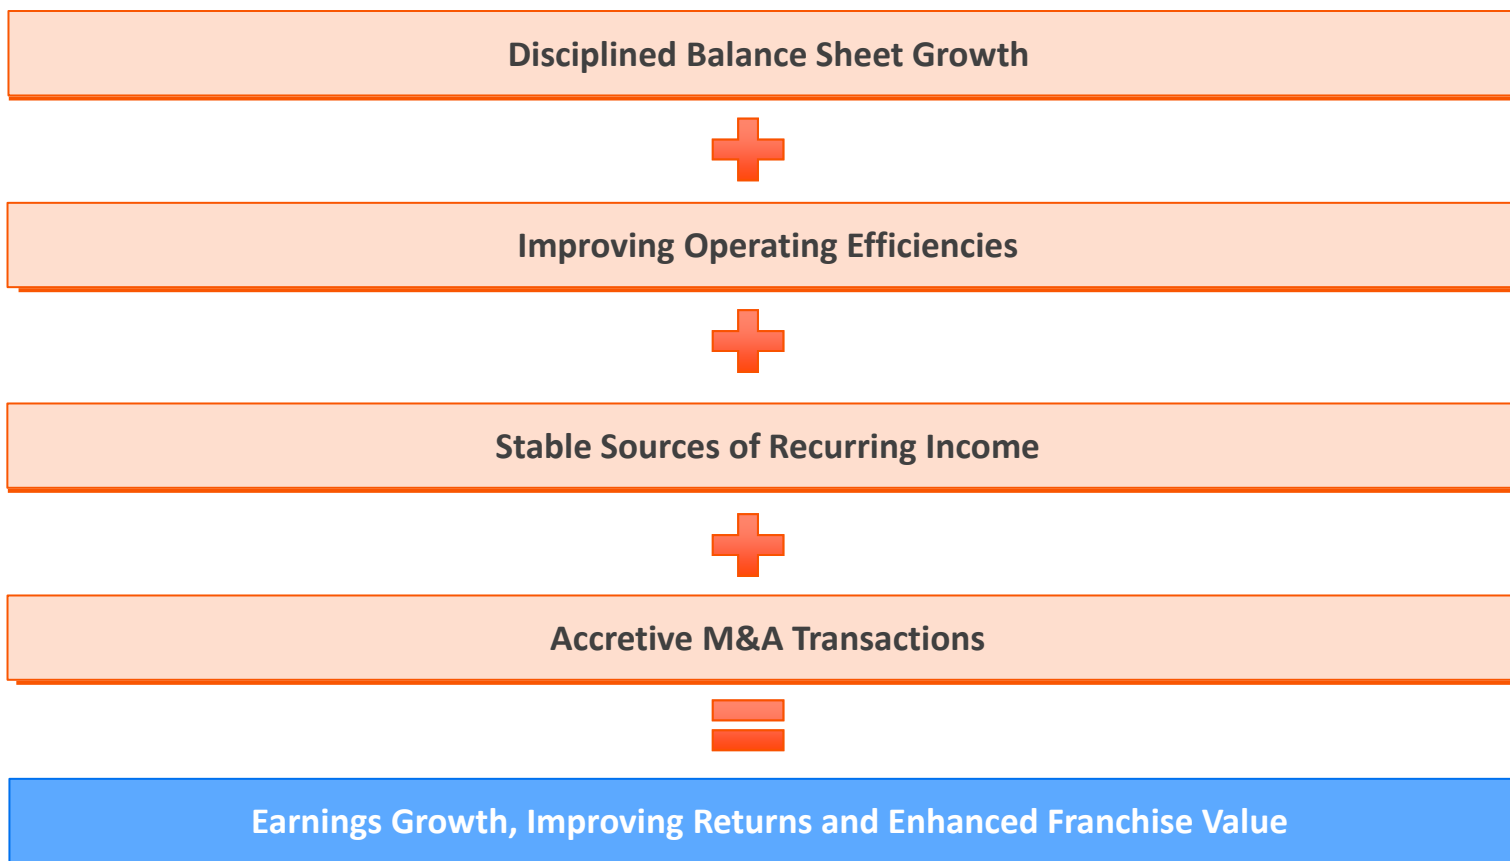 Disciplined Balance Sheet Growth
Improving Operating Efficiencies
Stable Sources of Recurring Income
Accretive M&A Transactions
Earnings Growth, Improving Returns and Enhanced Franchise Value